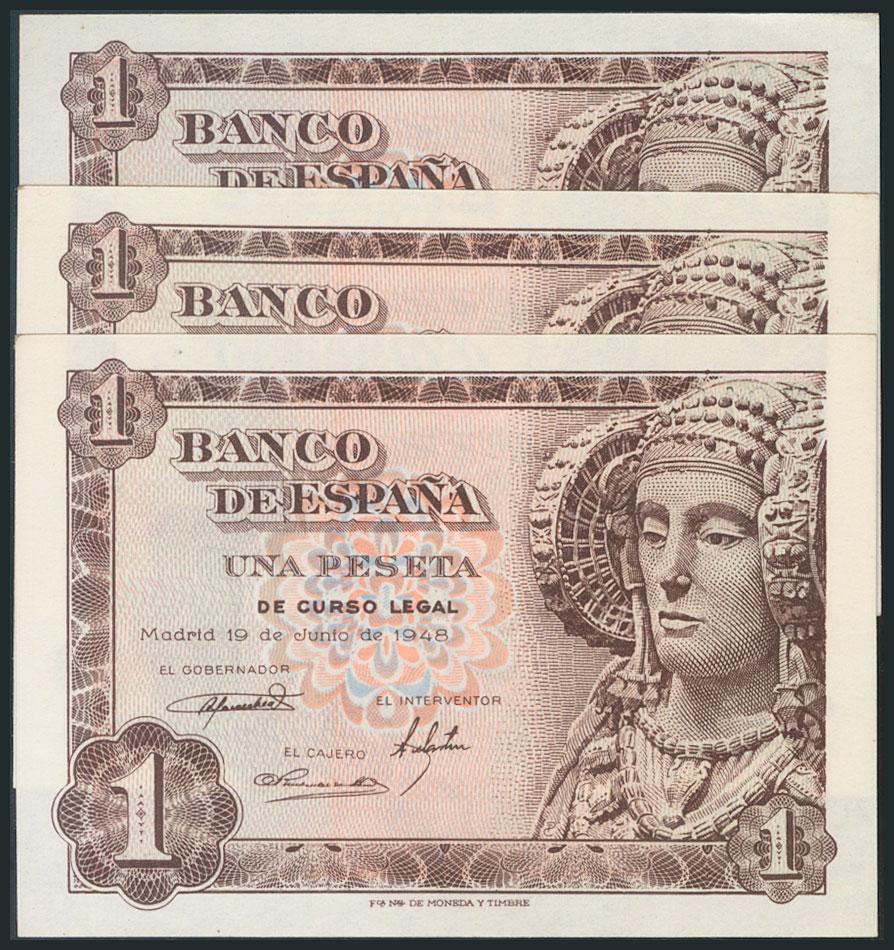 1
BANCO
DE ESPAÑA
1
BANCO
1
BANCO
DE ESPAÑA
UNA PESETA
DE CURSO LEGAL
Madrid 19 de Junio de 1948
EL GOBERNADOR
EL INTERVENTOR
EL CAJERO
1
1
Fca Nal DE MONEDA Y TIMBRE